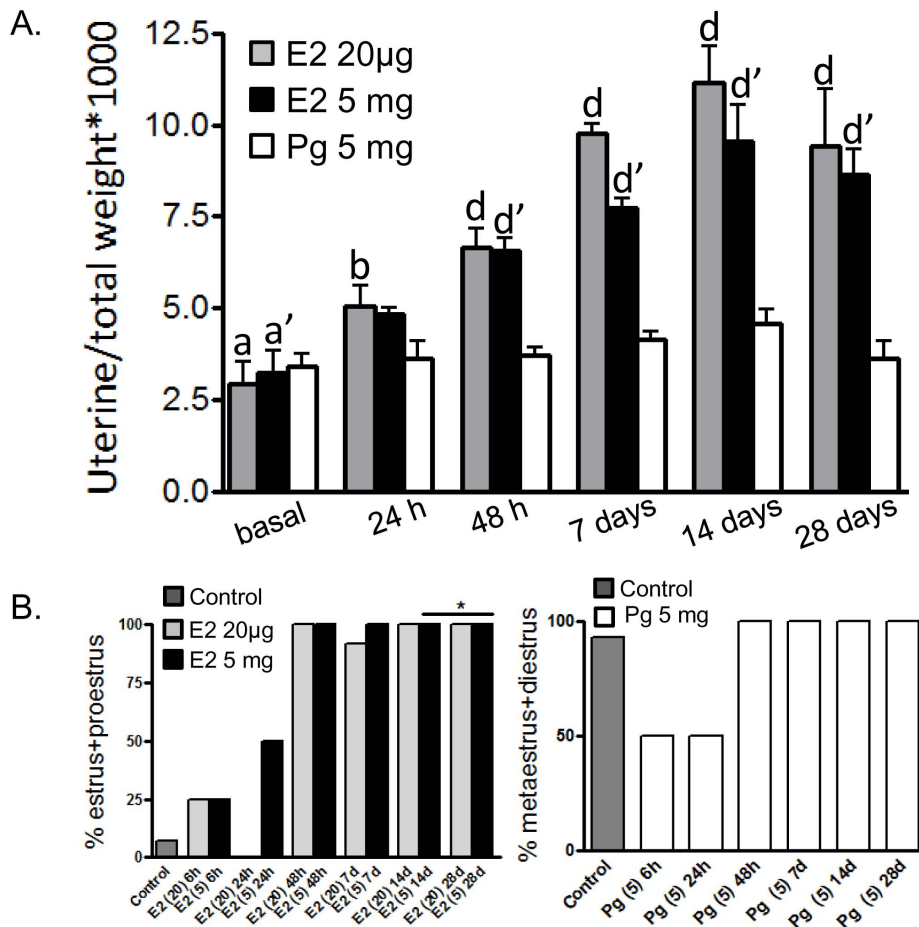 A.
Uterine/total weight*1000
12.5
10.0
7.5
5.0
2.5
0.0
E2 20µg
E2 5 mg
Pg 5 mg
a
a’
b
d
d’
d
d’
d
d’
d
d’
basal
24 h
48 h
7 days
14 days
28 days
B.
% estrus+proestrus
100
75
50
25
0
Control
E2 20µg
E2 5 mg
*
Control
E2 (20) 6h
E2 (5) 6h
E2 (20) 24h
E2 (5) 24h
E2 (20) 48h
E2 (5) 48h
E2 (20) 7d
E2 (5) 7d
E2 (20) 14d
E2 (5) 14d
E2 (20) 28d
E2 (5) 28d
% metaestrus+diestrus
100
50
0
Control
Pg 5 mg
Control
Pg (5) 6h
Pg (5) 24h
Pg (5) 48h
Pg (5) 7d
Pg (5) 14d
Pg (5) 28d